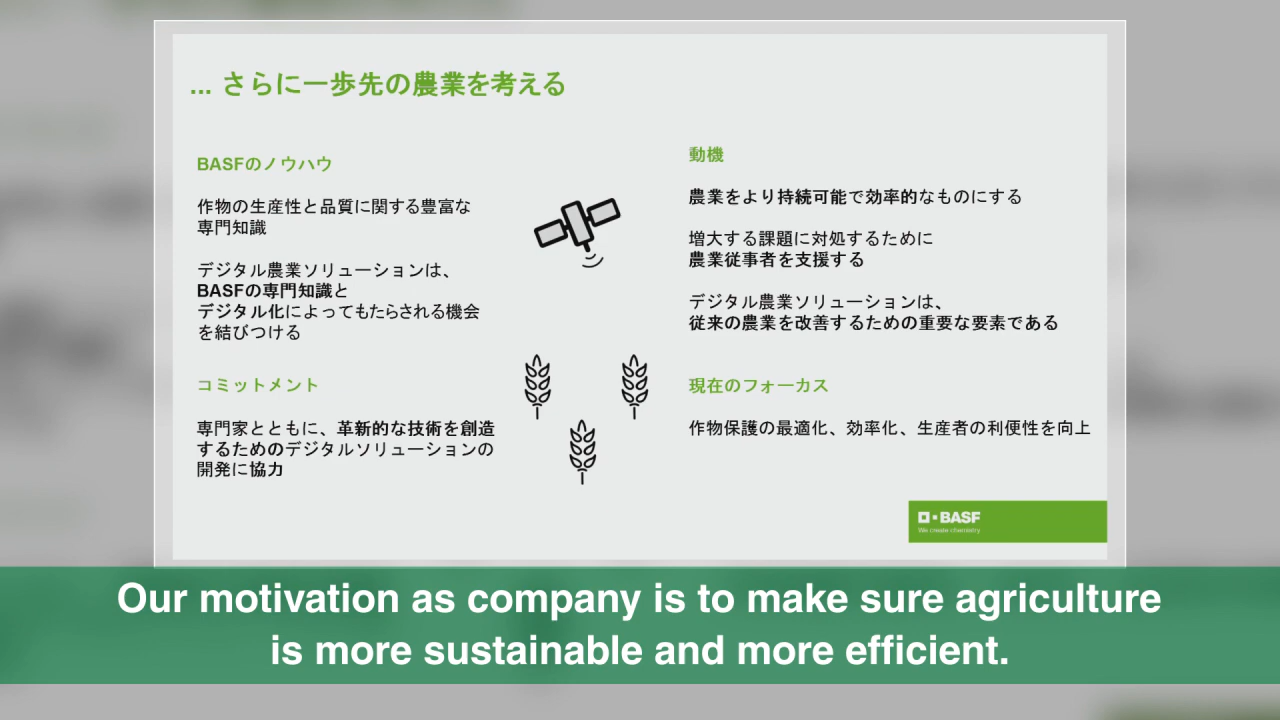 ... さらに一歩先の農業を考える
BASFのノウハウ
作物の生産性と品質に関する豊富な
専門知識
デジタル農業ソリューションは、
BASFの専門知識と
デジタル化によってもたらされる機会
を結びつける
コミットメント
専門家とともに、革新的な技術を創造
するためのデジタルソリューションの
開発に協力
動機
農業をより持続可能で効率的なものにする
増大する課題に対処するために
農業従事者を支援する
デジタル農業ソリューションは、
従来の農業を改善するための重要な要素である
現在のフォーカス
作物保護の最適化、効率化、生産者の利便性を向上
BASF
We create chemistry
Our motivation as company is to make sure agriculture
is more sustainable and more efficient.